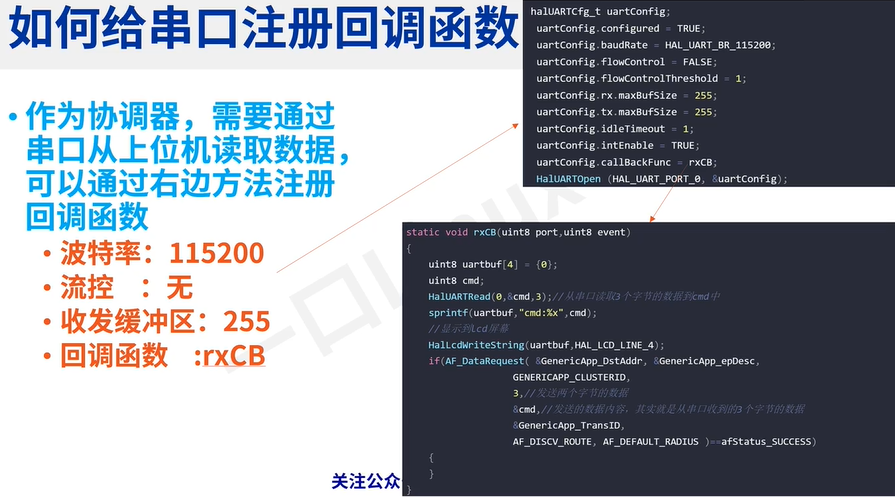 如何给串口注册回调函数
• 作为协调器，需要通过
串口从上位机读取数据，
可以通过右边方法注册
回调函数
• 波特率：115200
• 流控 ：无
• 收发缓冲区：255
• 回调函数 :rxCB
halUARTCfg_t uartConfig;
uartConfig.configured = TRUE;
uartConfig.baudRate = HAL_UART_BR_115200;
uartConfig.flowControl = FALSE;
uartConfig.flowControlThreshold = 1;
uartConfig.rx.maxBufSize = 255;
uartConfig.tx.maxBufSize = 255;
uartConfig.idleTimeout = 1;
uartConfig.intEnable = TRUE;
uartConfig.callBackFunc = rxCB;
HalUARTOpen (HAL_UART_PORT_0, &uartConfig);
static void rxCB(uint8 port,uint8 event)
{
uint8 uartbuf[4] = {0};
uint8 cmd;
HalUARTRead(0,&cmd,3);//从串口读取3个字节的数据到cmd中
sprintf(uartbuf,"cmd:%x",cmd);
//显示到Lcd屏幕
HalLcdWriteString(uartbuf,HAL_LCD_LINE_4);
if(AF_DataRequest( &GenericApp_DstAddr, &GenericApp_epDesc,
GENERICAPP_CLUSTERID,
3,//发送两个字节的数据
&cmd,//发送的数据内容，其实就是从串口收到的3个字节的数据
&GenericApp_TransID,
AF_DISCV_ROUTE, AF_DEFAULT_RADIUS )==afStatus_SUCCESS)
{
}
}
关注公众